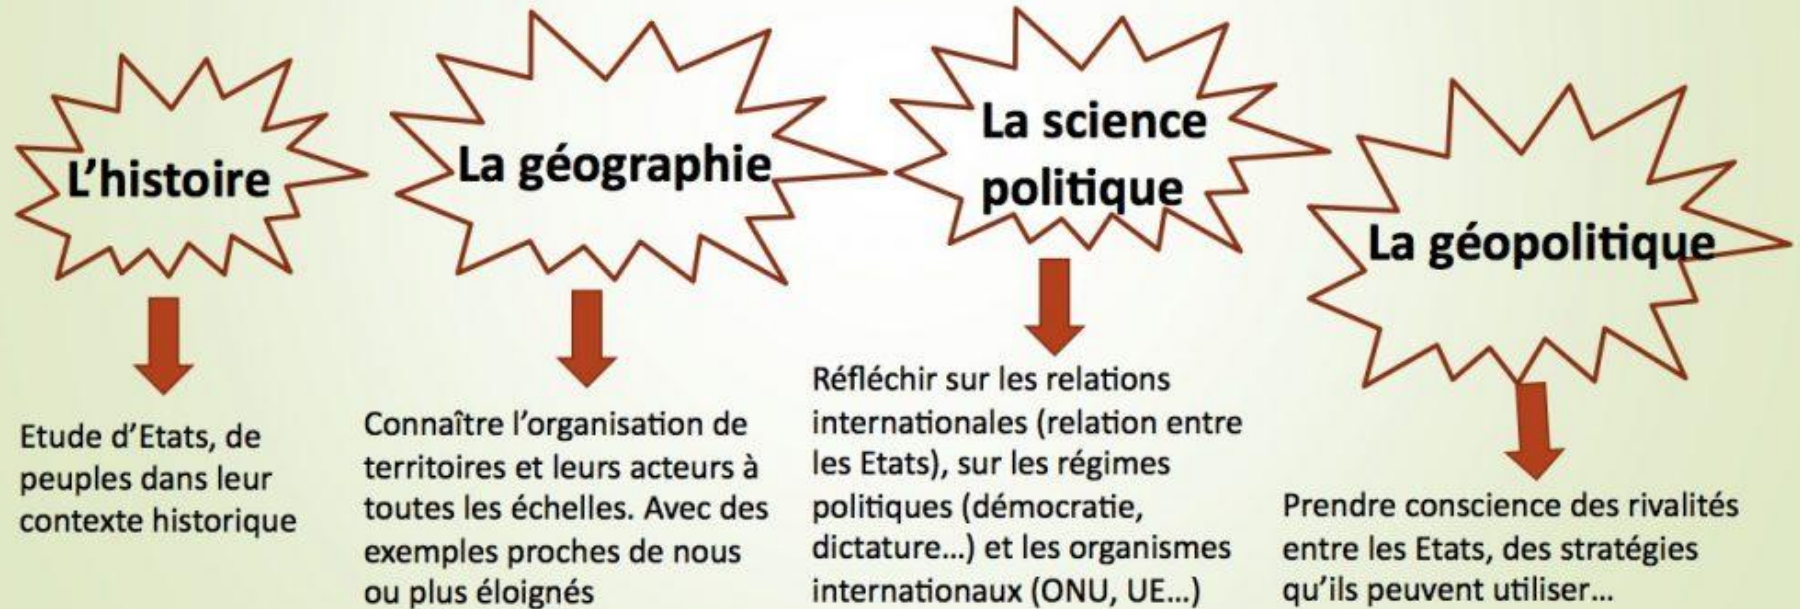 L'histoire
Etude d'Etats, de
peuples dans leur
contexte historique
La géographie
Connaître l'organisation de
territoires et leurs acteurs à
toutes les échelles. Avec des
exemples proches de nous
ou plus éloignés
La science
politique
Réfléchir sur les relations
internationales (relation entre
les Etats), sur les régimes
politiques (démocratie,
dictature...) et les organismes
internationaux (ONU, UE...)
La géopolitique
Prendre conscience des rivalités
entre les Etats, des stratégies
qu'ils peuvent utiliser...